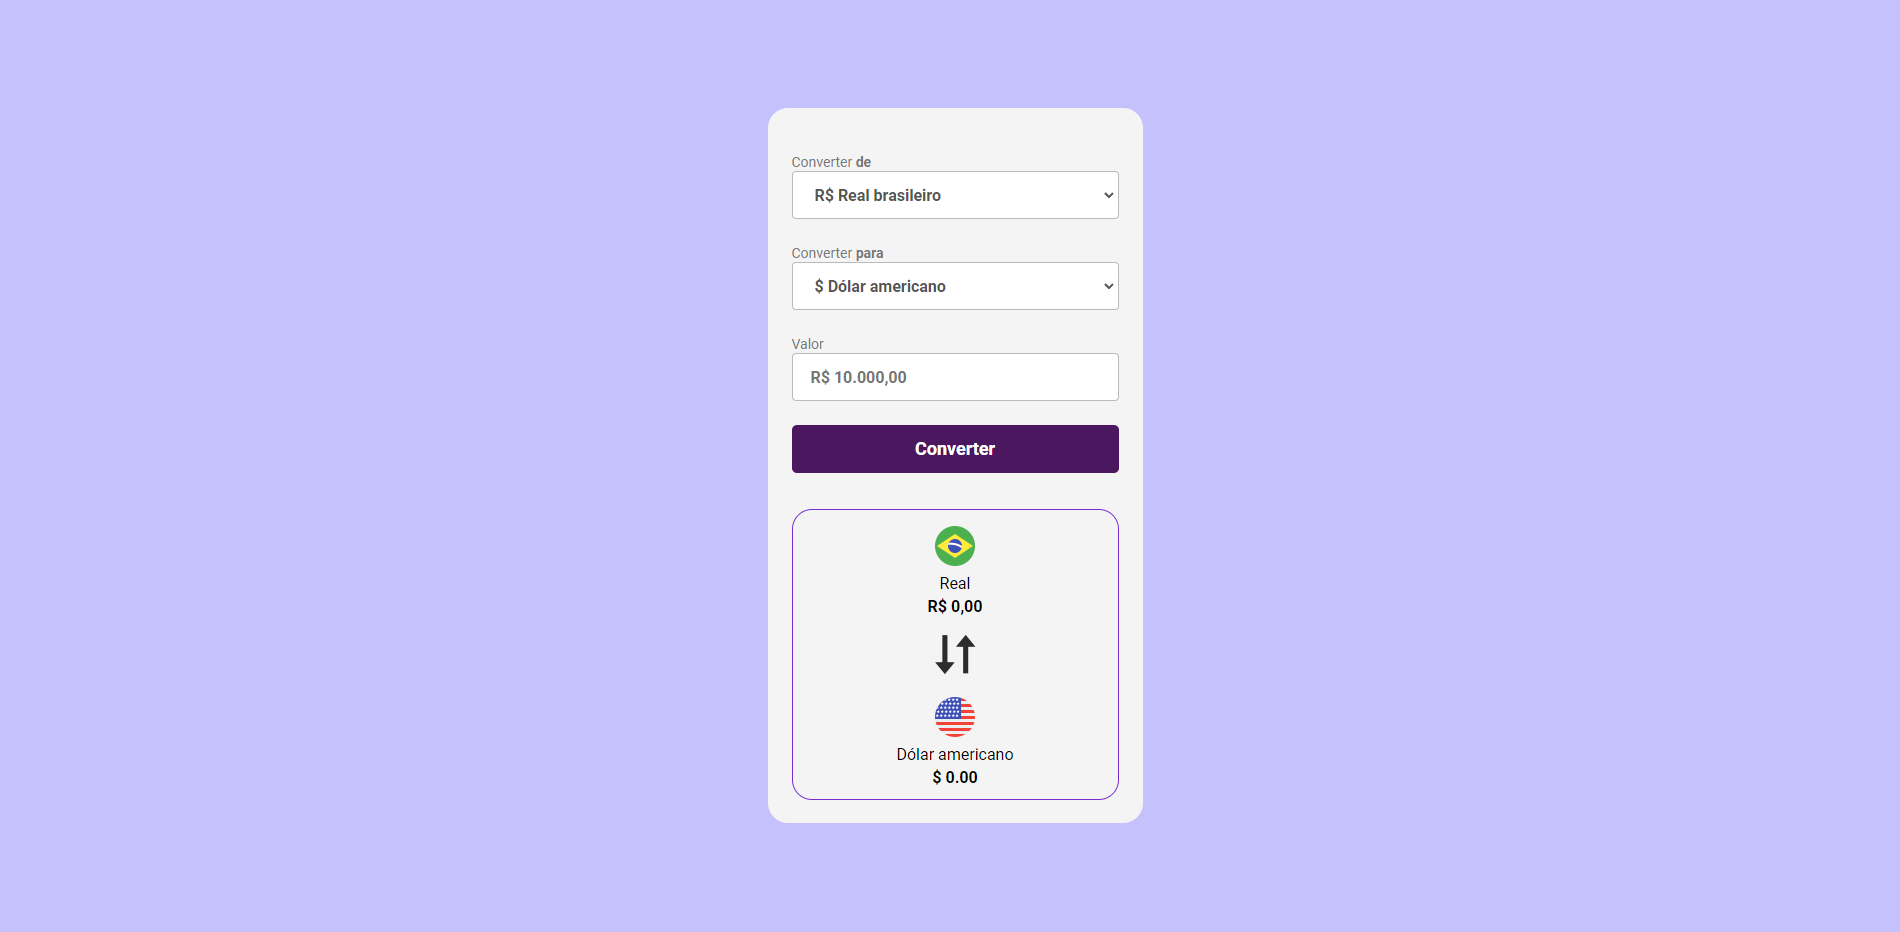 Converter de
R$ Real brasileiro
Converter para
$ Dólar americano
Valor
R$ 10.000,00
Converter
Real
R$ 0,00
Dólar americano
$ 0.00